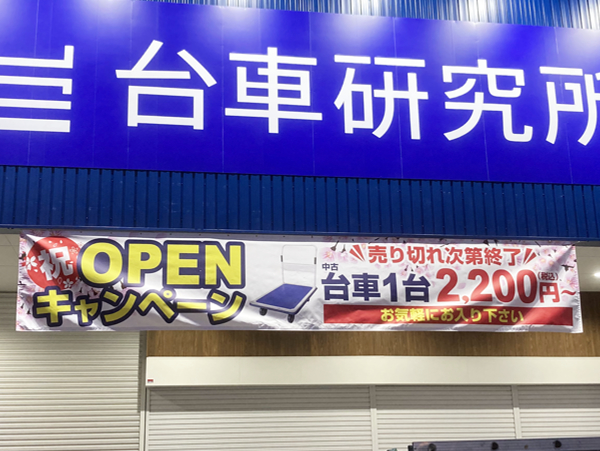 台車研究所
祝
OPEN
キャンペーン
売り切れ次第終了
中古
台車1台 2,200円(税込)〜
お気軽にお入り下さい